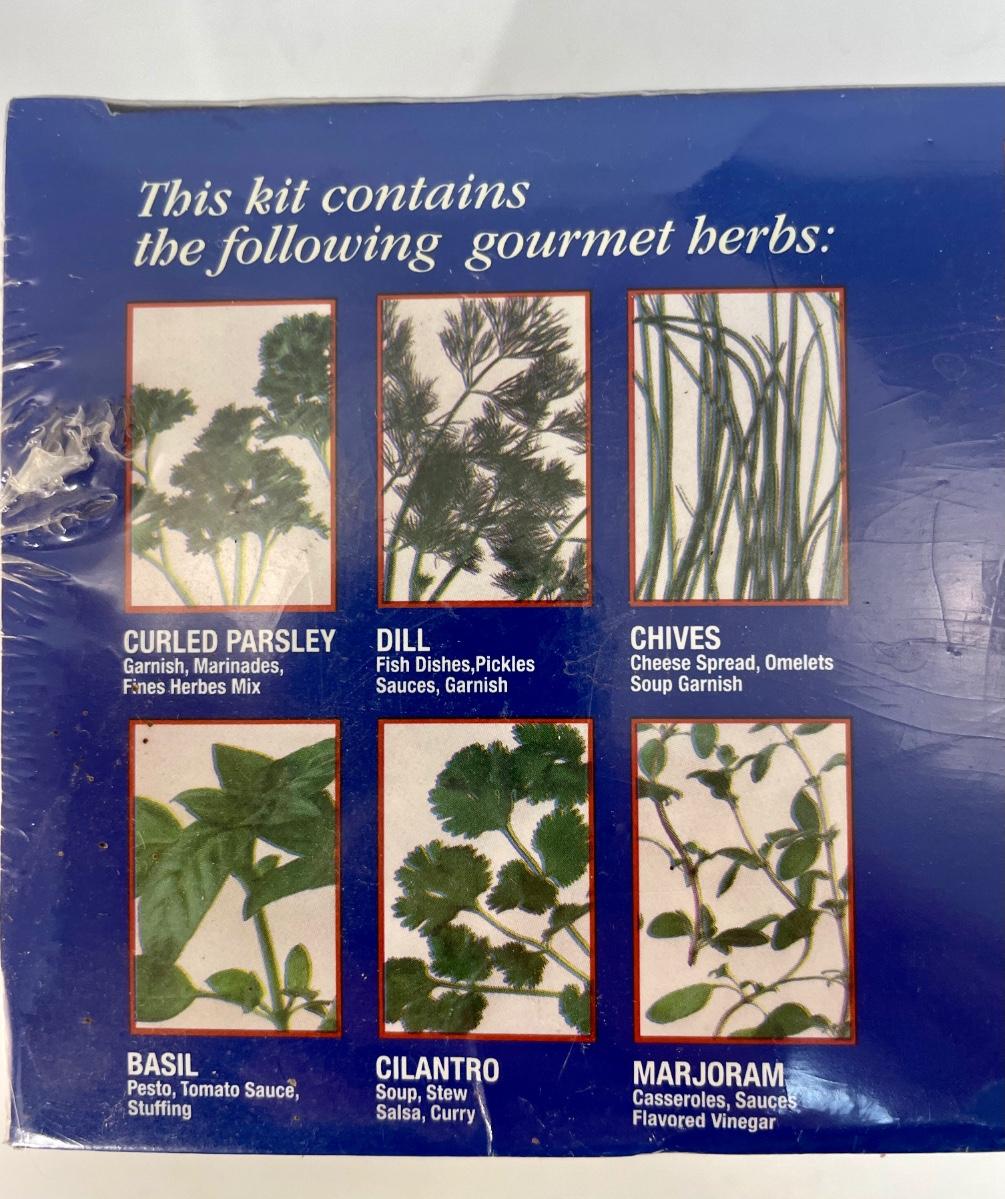 This kit contains
the following gourmet herbs:
CURLED PARSLEY
Garnish, Marinades,
Fines Herbes Mix
DILL
Fish Dishes,Pickles
Sauces, Garnish
CHIVES
Cheese Spread, Omelets
Soup Garnish
BASIL
Pesto, Tomato Sauce,
Stuffing
CILANTRO
Soup, Stew
Salsa, Curry
MARJORAM
Casseroles, Sauces
Flavored Vinegar